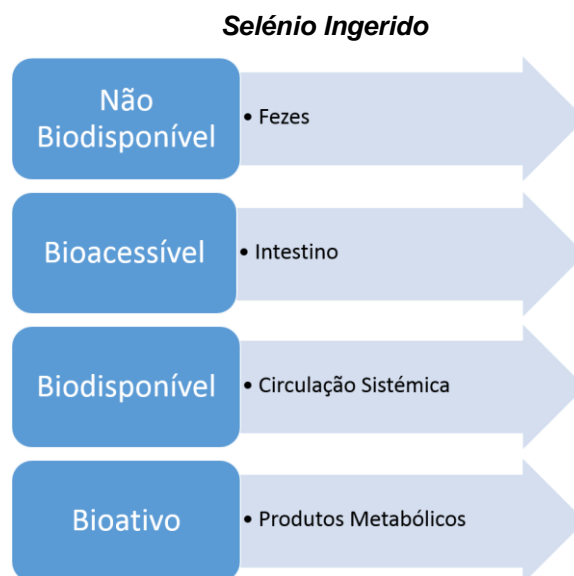 Selénio Ingerido
Não
Biodisponível
• Fezes
Bioacessível
• Intestino
Biodisponível
• Circulação Sistémica
Bioativo
• Produtos Metabólicos